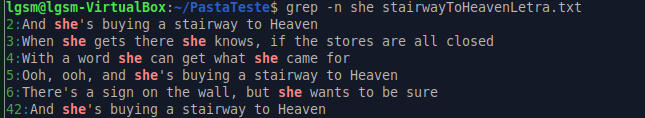 lgsm@lgsm-VirtualBox:~/PastaTeste$ grep -n she stairwayToHeavenLetra.txt
2:And she's buying a stairway to Heaven
3:When she gets there she knows, if the stores are all closed
4:With a word she can get what she came for
5:Ooh, ooh, and she's buying a stairway to Heaven
6:There's a sign on the wall, but she wants to be sure
42:And she's buying a stairway to Heaven